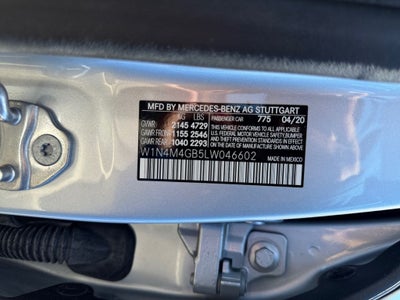 MFD BY MERCEDES-BENZ AG STUTTGART
KG LBS PASSENGER CAR 775 04/20
GVWR 2145 4729 THIS VEHICLE CONFORMS TO ALL APPLICABLE
GAWR FRONT 1155 2546 U.S. FEDERAL MOTOR VEHICLE SAFETY,BUMPER,
GAWR REAR 1040 2293 AND THEFT PREVENTION STANDARDS IN EFFECT ON THE DATE OF MANUFACTURE SHOWN ABOVE.
W1N4M4GB5LW046602 MADE IN MEXICO